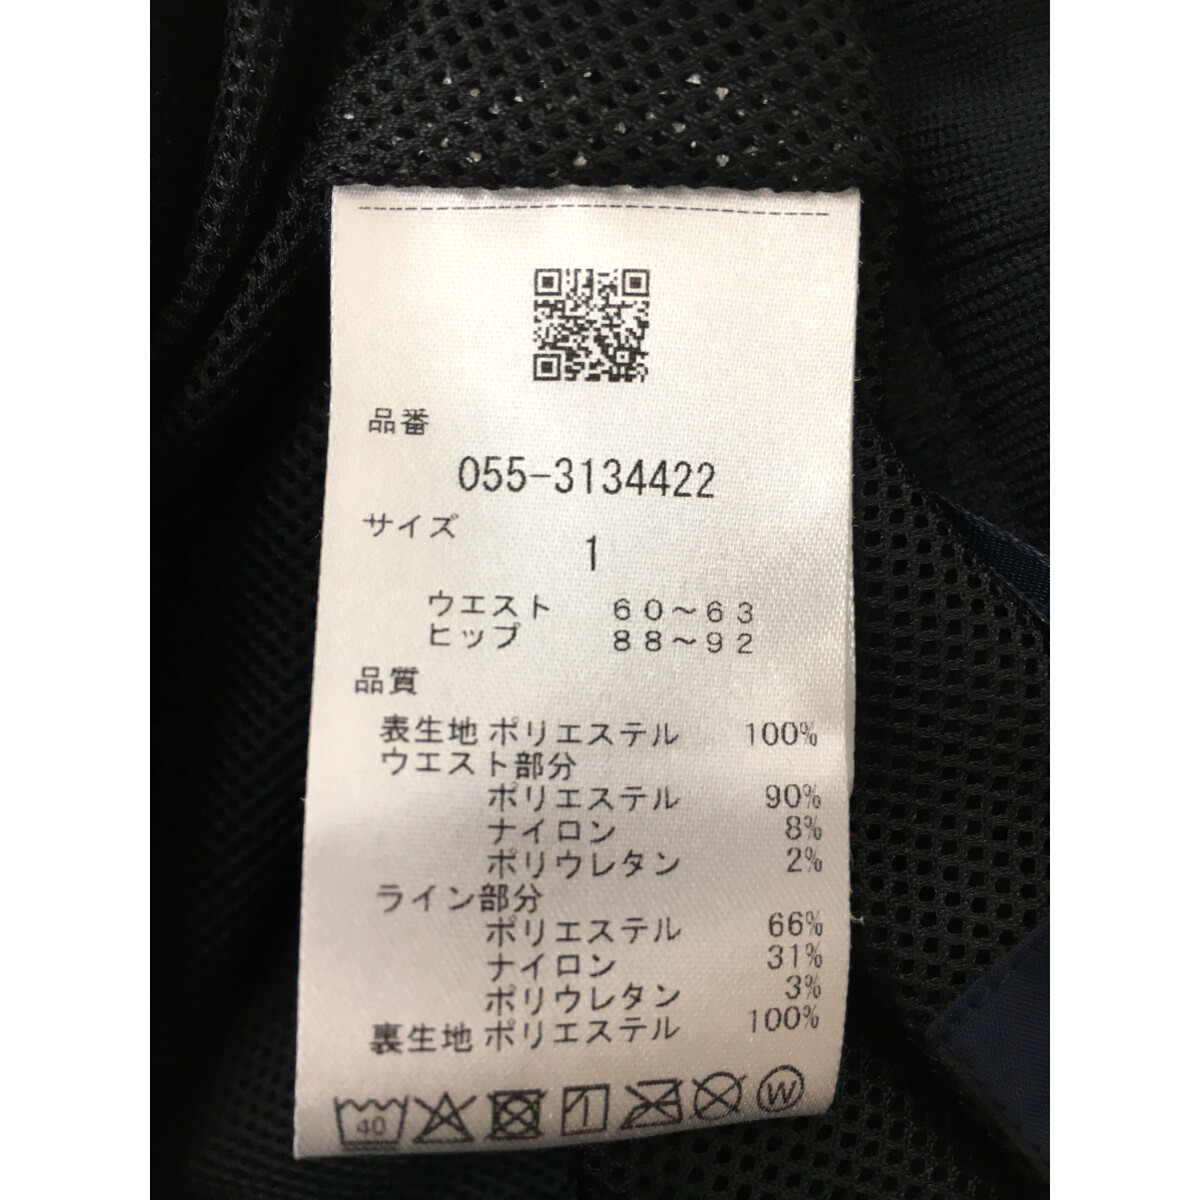 品番
055-3134422
サイズ
1
ウエスト 60～63
ヒップ 88～92
品質
表生地 ポリエステル 100%
ウエスト部分
ポリエステル 90%
ナイロン 8%
ポリウレタン 2%
ライン部分
ポリエステル 66%
ナイロン 31%
ポリウレタン 3%
裏生地 ポリエステル 100%
40 W